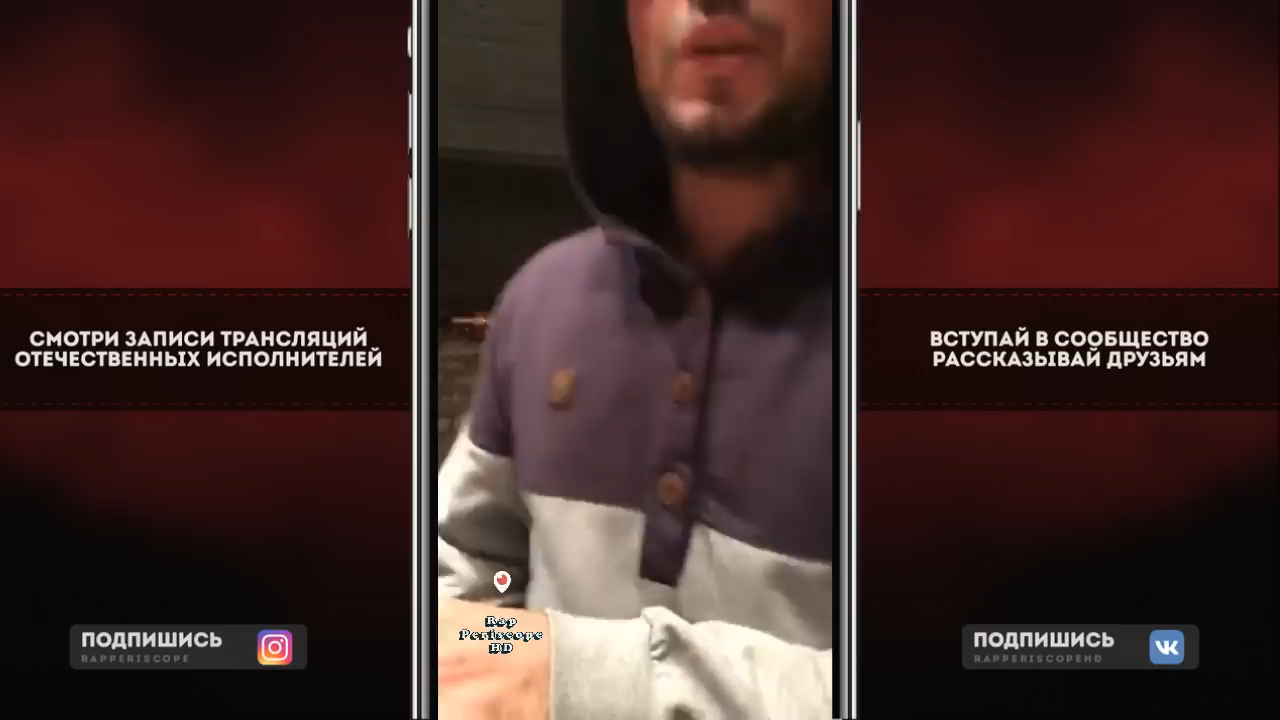 СМОТРИ ЗАПИСИ ТРАНСЛЯЦИЙ
ОТЕЧЕСТВЕННЫХ ИСПОЛНИТЕЛЕЙ
ВСТУПАЙ В СООБЩЕСТВО
РАССКАЗЫВАЙ ДРУЗЬЯМ
Rap
Periscope
HD
ПОДПИШИСЬ
RAPPERISCOPE
ПОДПИШИСЬ
RAPPERISCOPEHD